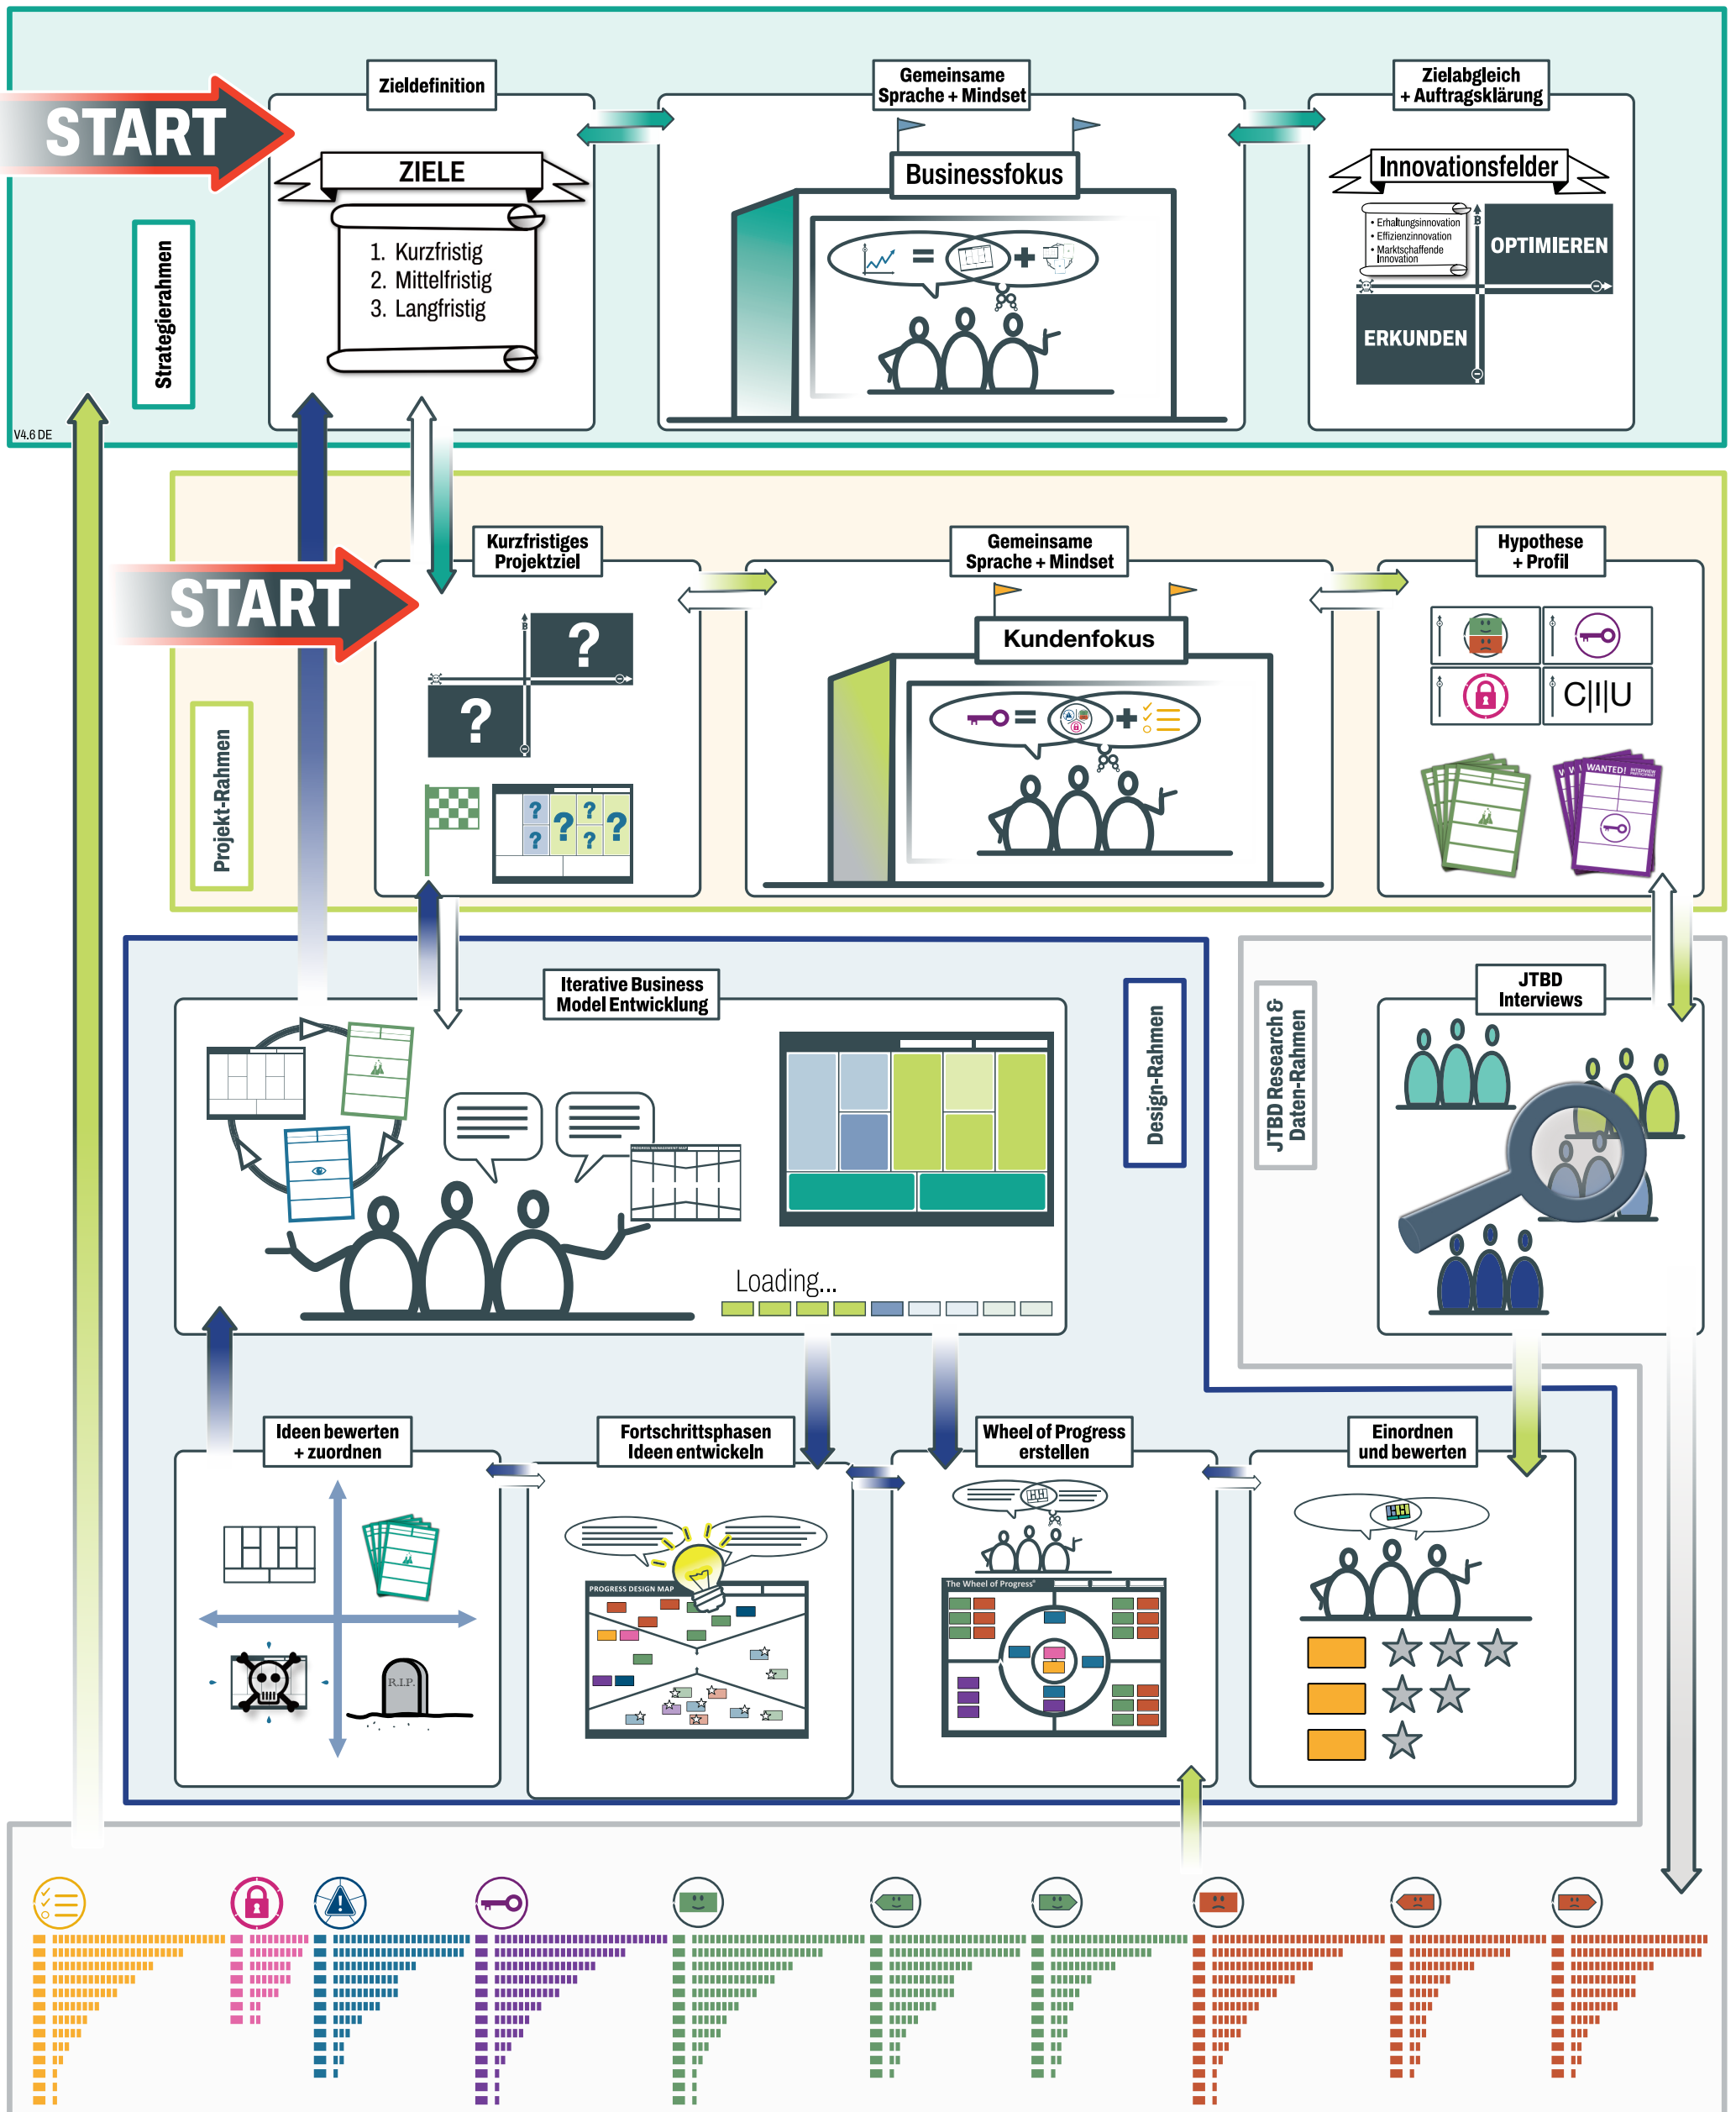 START
Zieldefinition
ZIELE
1. Kurzfristig
2. Mittelfristig
3. Langfristig
Gemeinsame
Sprache + Mindset
Businessfokus
Zielabgleich
+ Auftragsklärung
Innovationsfelder
• Erhaltungsinnovation
• Effizienzinnovation
• Marktschaffende
Innovation
B
OPTIMIEREN
ERKUNDEN
Strategierahmen
V4.6 DE
START
Kurzfristiges
Projektziel
B
?
?
?
?
?
?
?
?
Gemeinsame
Sprache + Mindset
Kundenfokus
Hypothese
+ Profil
C|I|U
WANTED!
Projekt-Rahmen
Iterative Business
Model Entwicklung
Loading...
Design-Rahmen
JTBD Research &
Daten-Rahmen
JTBD
Interviews
Ideen bewerten
+ zuordnen
R.I.P.
Fortschrittsphasen
Ideen entwickeln
PROGRESS DESIGN MAP
Wheel of Progress
erstellen
The Wheel of Progress®
Einordnen
und bewerten